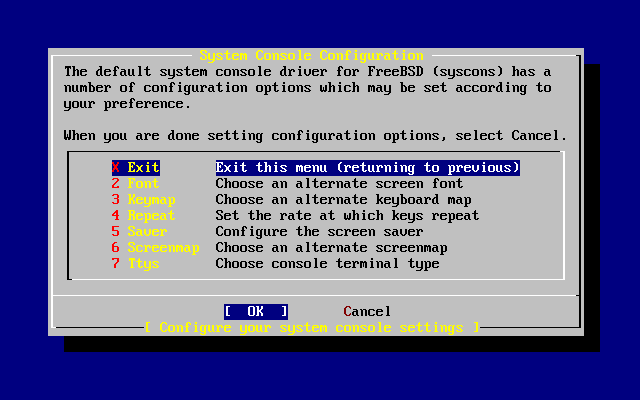 System Console Configuration
The default system console driver for FreeBSD (syscons) has a
number of configuration options which may be set according to
your preference.
When you are done setting configuration options, select Cancel.
X Exit Exit this menu (returning to previous)
2 Font Choose an alternate screen font
3 Keymap Choose an alternate keyboard map
4 Repeat Set the rate at which keys repeat
5 Saver Configure the screen saver
6 Screenmap Choose an alternate screenmap
7 Ttys Choose console terminal type
[ OK ] Cancel
[ Configure your system console settings ]